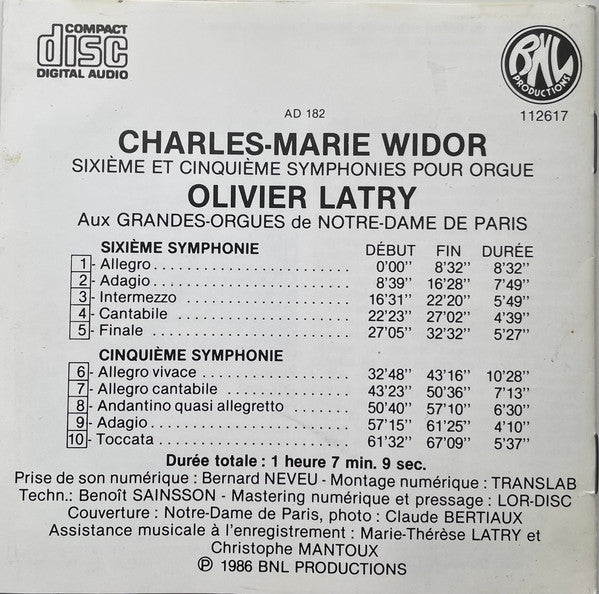 COMPACT
disc
DIGITAL AUDIO
BNL
PRODUCTIONS
AD 182
112617
CHARLES-MARIE WIDOR
SIXIÈME ET CINQUIÈME SYMPHONIES POUR ORGUE
OLIVIER LATRY
Aux GRANDES-ORGUES de NOTRE-DAME DE PARIS
SIXIÈME SYMPHONIE DÉBUT FIN DURÉE
1 - Allegro........................ 0'00'' 8'32'' 8'32''
2 - Adagio........................ 8'39'' 16'28'' 7'49''
3 - Intermezzo ..................... 16'31'' 22'20'' 5'49''
4 - Cantabile ...................... 22'23'' 27'02'' 4'39''
5 - Finale ......................... 27'05'' 32'32'' 5'27''
CINQUIÈME SYMPHONIE
6 - Allegro vivace .................. 32'48'' 43'16'' 10'28''
7 - Allegro cantabile ................ 43'23'' 50'36'' 7'13''
8 - Andantino quasi allegretto ........ 50'40'' 57'10'' 6'30''
9 - Adagio........................ 57'15'' 61'25'' 4'10''
10 - Toccata ....................... 61'32'' 67'09'' 5'37''
Durée totale : 1 heure 7 min. 9 sec.
Prise de son numérique : Bernard NEVEU - Montage numérique : TRANSLAB
Techn.: Benoît SAINSSON - Mastering numérique et pressage : LOR-DISC
Couverture : Notre-Dame de Paris, photo : Claude BERTIAUX
Assistance musicale à l'enregistrement : Marie-Thérèse LATRY et
Christophe MANTOUX
℗ 1986 BNL PRODUCTIONS